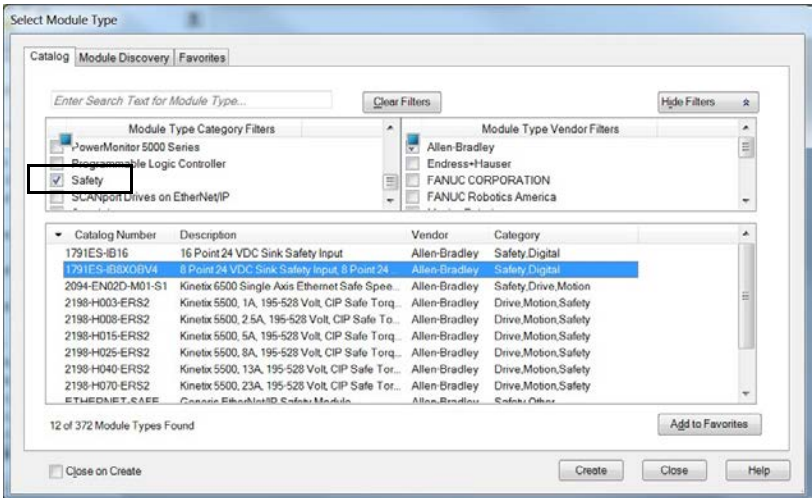 Select Module Type
Catalog Module Discovery Favorites
Enter Search Text for Module Type...
Clear Filters
Hide Filters
Module Type Category Filters
Module Type Vendor Filters
PowerMonitor 5000 Series
Allen-Bradley
Programmable Logic Controller
Endress+Hauser
Safety
FANUC CORPORATION
SCANport Drives on EtherNet/IP
FANUC Robotics America
Catalog Number Description Vendor Category
1791ES-IB16 16 Point 24 VDC Sink Safety Input Allen-Bradley Safety,Digital
1791ES-IB8XOBV4 8 Point 24 VDC Sink Safety Input, 8 Point 24 ... Allen-Bradley Safety,Digital
2094-EN02D-M01-S1 Kinetix 6500 Single Axis Ethernet Safe Spee... Allen-Bradley Safety,Drive,Motion
2198-H003-ERS2 Kinetix 5500, 1A, 195-528 Volt, CIP Safe Torq... Allen-Bradley Drive,Motion,Safety
2198-H008-ERS2 Kinetix 5500, 2.5A, 195-528 Volt, CIP Safe To... Allen-Bradley Drive,Motion,Safety
2198-H015-ERS2 Kinetix 5500, 5A, 195-528 Volt, CIP Safe Torq... Allen-Bradley Drive,Motion,Safety
2198-H025-ERS2 Kinetix 5500, 8A, 195-528 Volt, CIP Safe Torq... Allen-Bradley Drive,Motion,Safety
2198-H040-ERS2 Kinetix 5500, 13A, 195-528 Volt, CIP Safe Tor... Allen-Bradley Drive,Motion,Safety
2198-H070-ERS2 Kinetix 5500, 23A, 195-528 Volt, CIP Safe Tor... Allen-Bradley Drive,Motion,Safety
ETHERNET-SAFE Generic EtherNet/IP Safety Module Allen-Bradley Safety,Other
12 of 372 Module Types Found
Add to Favorites
Close on Create
Create
Close
Help